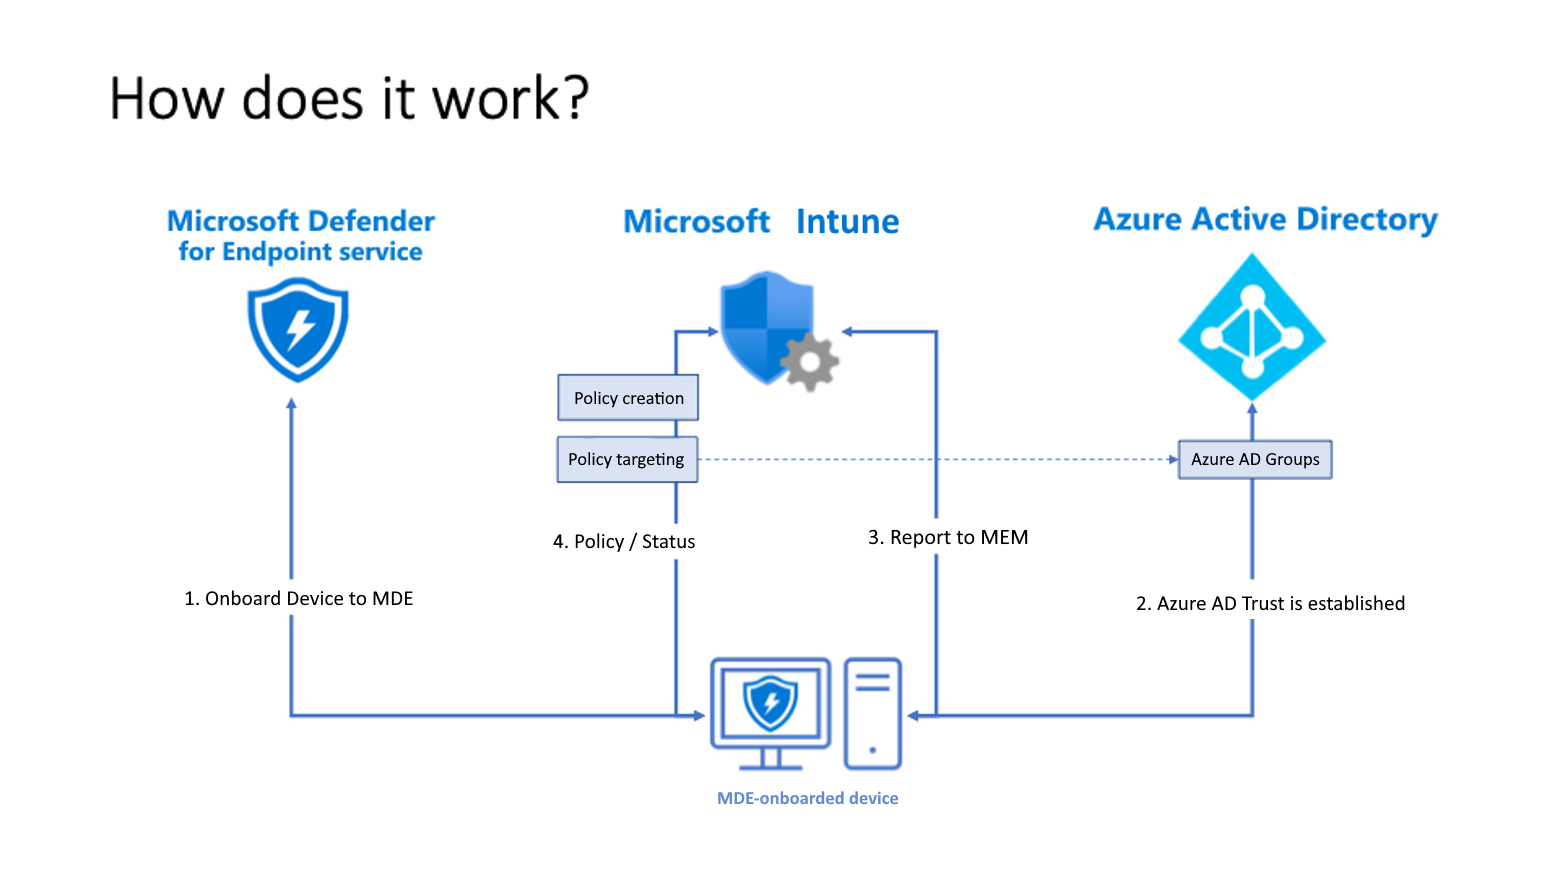 How does it work?
Microsoft Defender
for Endpoint service
Microsoft Intune
Azure Active Directory
Policy creation
Policy targeting
Azure AD Groups
4. Policy / Status
3. Report to MEM
1. Onboard Device to MDE
2. Azure AD Trust is established
MDE-onboarded device